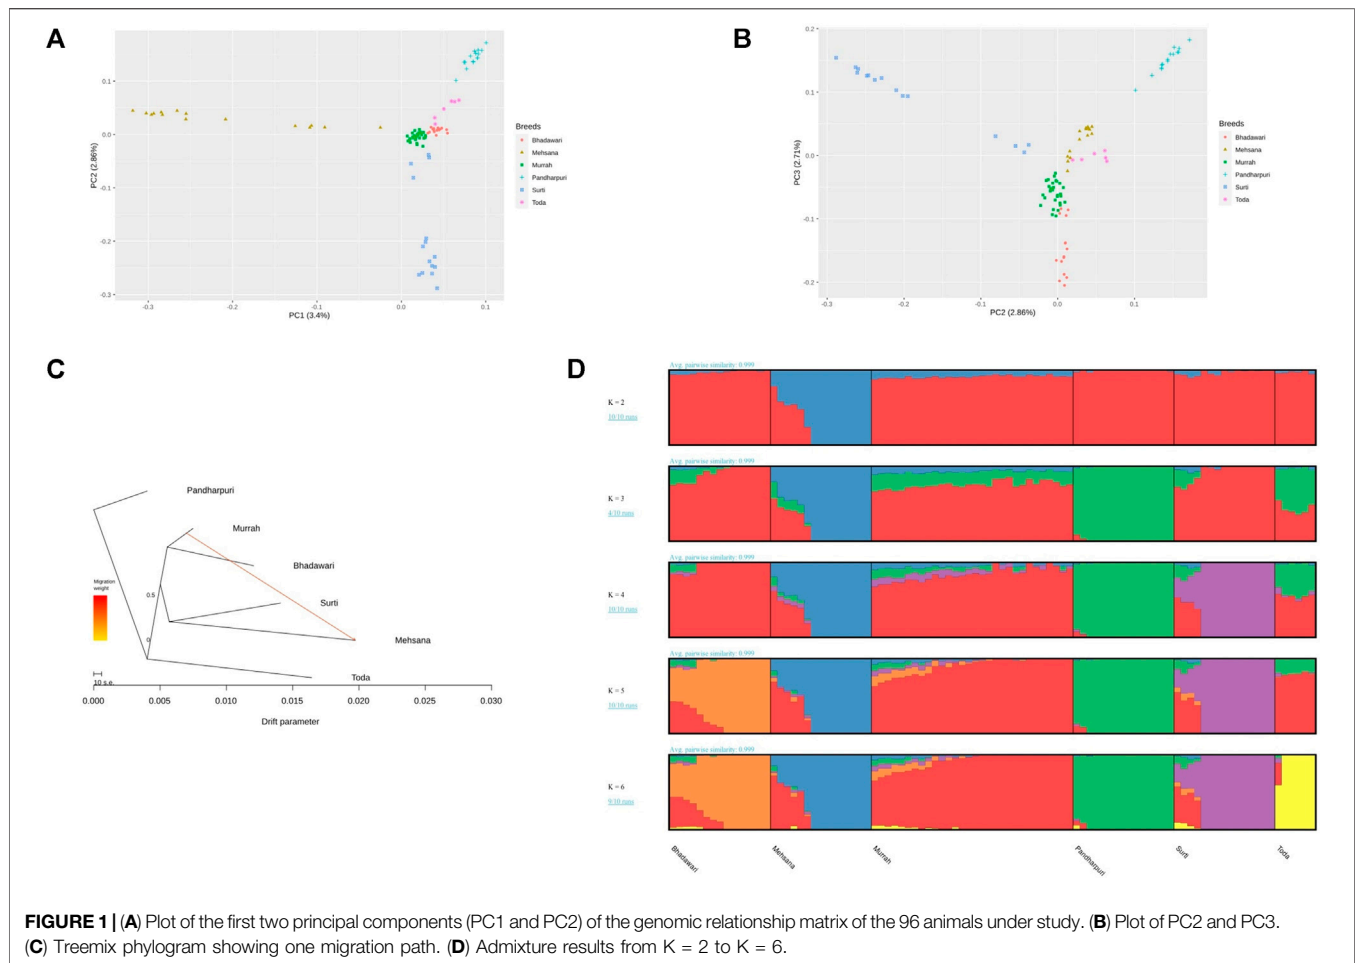 A
B
0.1
0.0
-0.1
-0.2
-0.3
PC2 (2.86%)
-0.3
-0.2
-0.1
0.0
0.1
PC1 (3.4%)
Breeds
Bhadawari
Mehsana
Murrah
Pandharpuri
Surti
Toda
0.2
0.1
0.0
-0.1
-0.2
PC3 (2.71%)
-0.3
-0.2
-0.1
0.0
0.1
PC2 (2.86%)
Breeds
Bhadawari
Mehsana
Murrah
Pandharpuri
Surti
Toda
C
Pandharpuri
Murrah
Bhadawari
Surti
Mehsana
Toda
Migration
weight
0.5
0
10 s.e.
0.000
0.005
0.010
0.015
0.020
0.025
0.030
Drift parameter
D
Avg. pairwise similarity: 0.999
K = 2
10/10 runs
Avg. pairwise similarity: 0.999
K = 3
4/10 runs
Avg. pairwise similarity: 0.999
K = 4
10/10 runs
Avg. pairwise similarity: 0.999
K = 5
10/10 runs
Avg. pairwise similarity: 0.999
K = 6
9/10 runs
Bhadawari
Mehsana
Murrah
Pandharpuri
Surti
Toda
FIGURE 1 | (A) Plot of the first two principal components (PC1 and PC2) of the genomic relationship matrix of the 96 animals under study. (B) Plot of PC2 and PC3.
(C) Treemix phylogram showing one migration path. (D) Admixture results from K = 2 to K = 6.